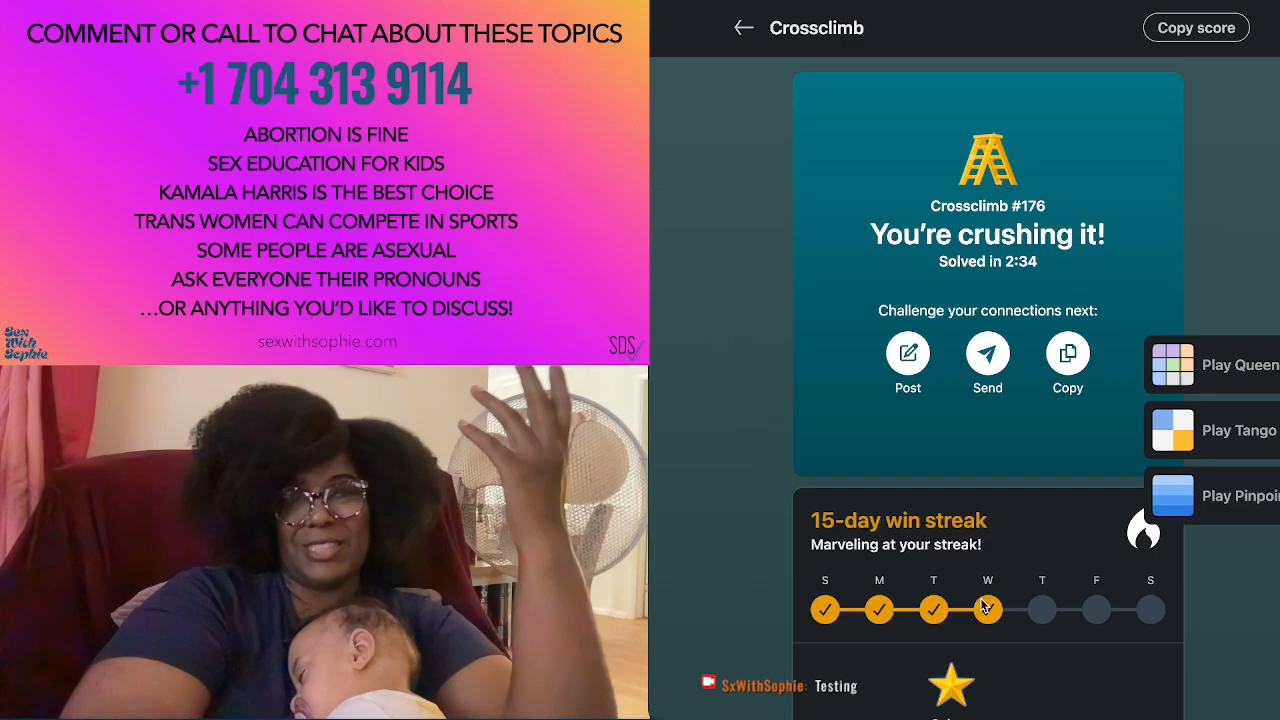 COMMENT OR CALL TO CHAT ABOUT THESE TOPICS
+1 704 313 9114
ABORTION IS FINE
SEX EDUCATION FOR KIDS
KAMALA HARRIS IS THE BEST CHOICE
TRANS WOMEN CAN COMPETE IN SPORTS
SOME PEOPLE ARE ASEXUAL
ASK EVERYONE THEIR PRONOUNS
…OR ANYTHING YOU'D LIKE TO DISCUSS!
Sex
With
Sophie
sexwithsophie.com
SDS
Crossclimb
Copy score
Crossclimb #176
You're crushing it!
Solved in 2:34
Challenge your connections next:
Post Send Copy
Play Queen
Play Tango
Play Pinpoin
15-day win streak
Marveling at your streak!
S M T W T F S
SxWithSophie: Testing